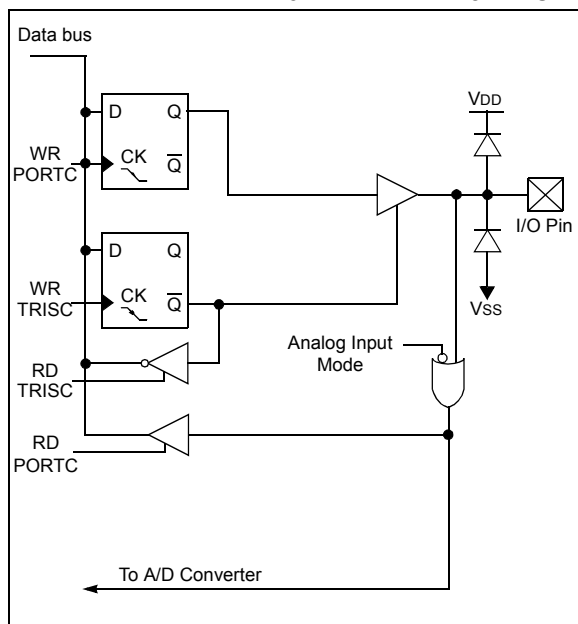 Data bus
D Q
VDD
WR
PORTC
CK
Q
I/O Pin
D Q
WR
TRISC
CK
Q
VSS
Analog Input
Mode
RD
TRISC
RD
PORTC
To A/D Converter